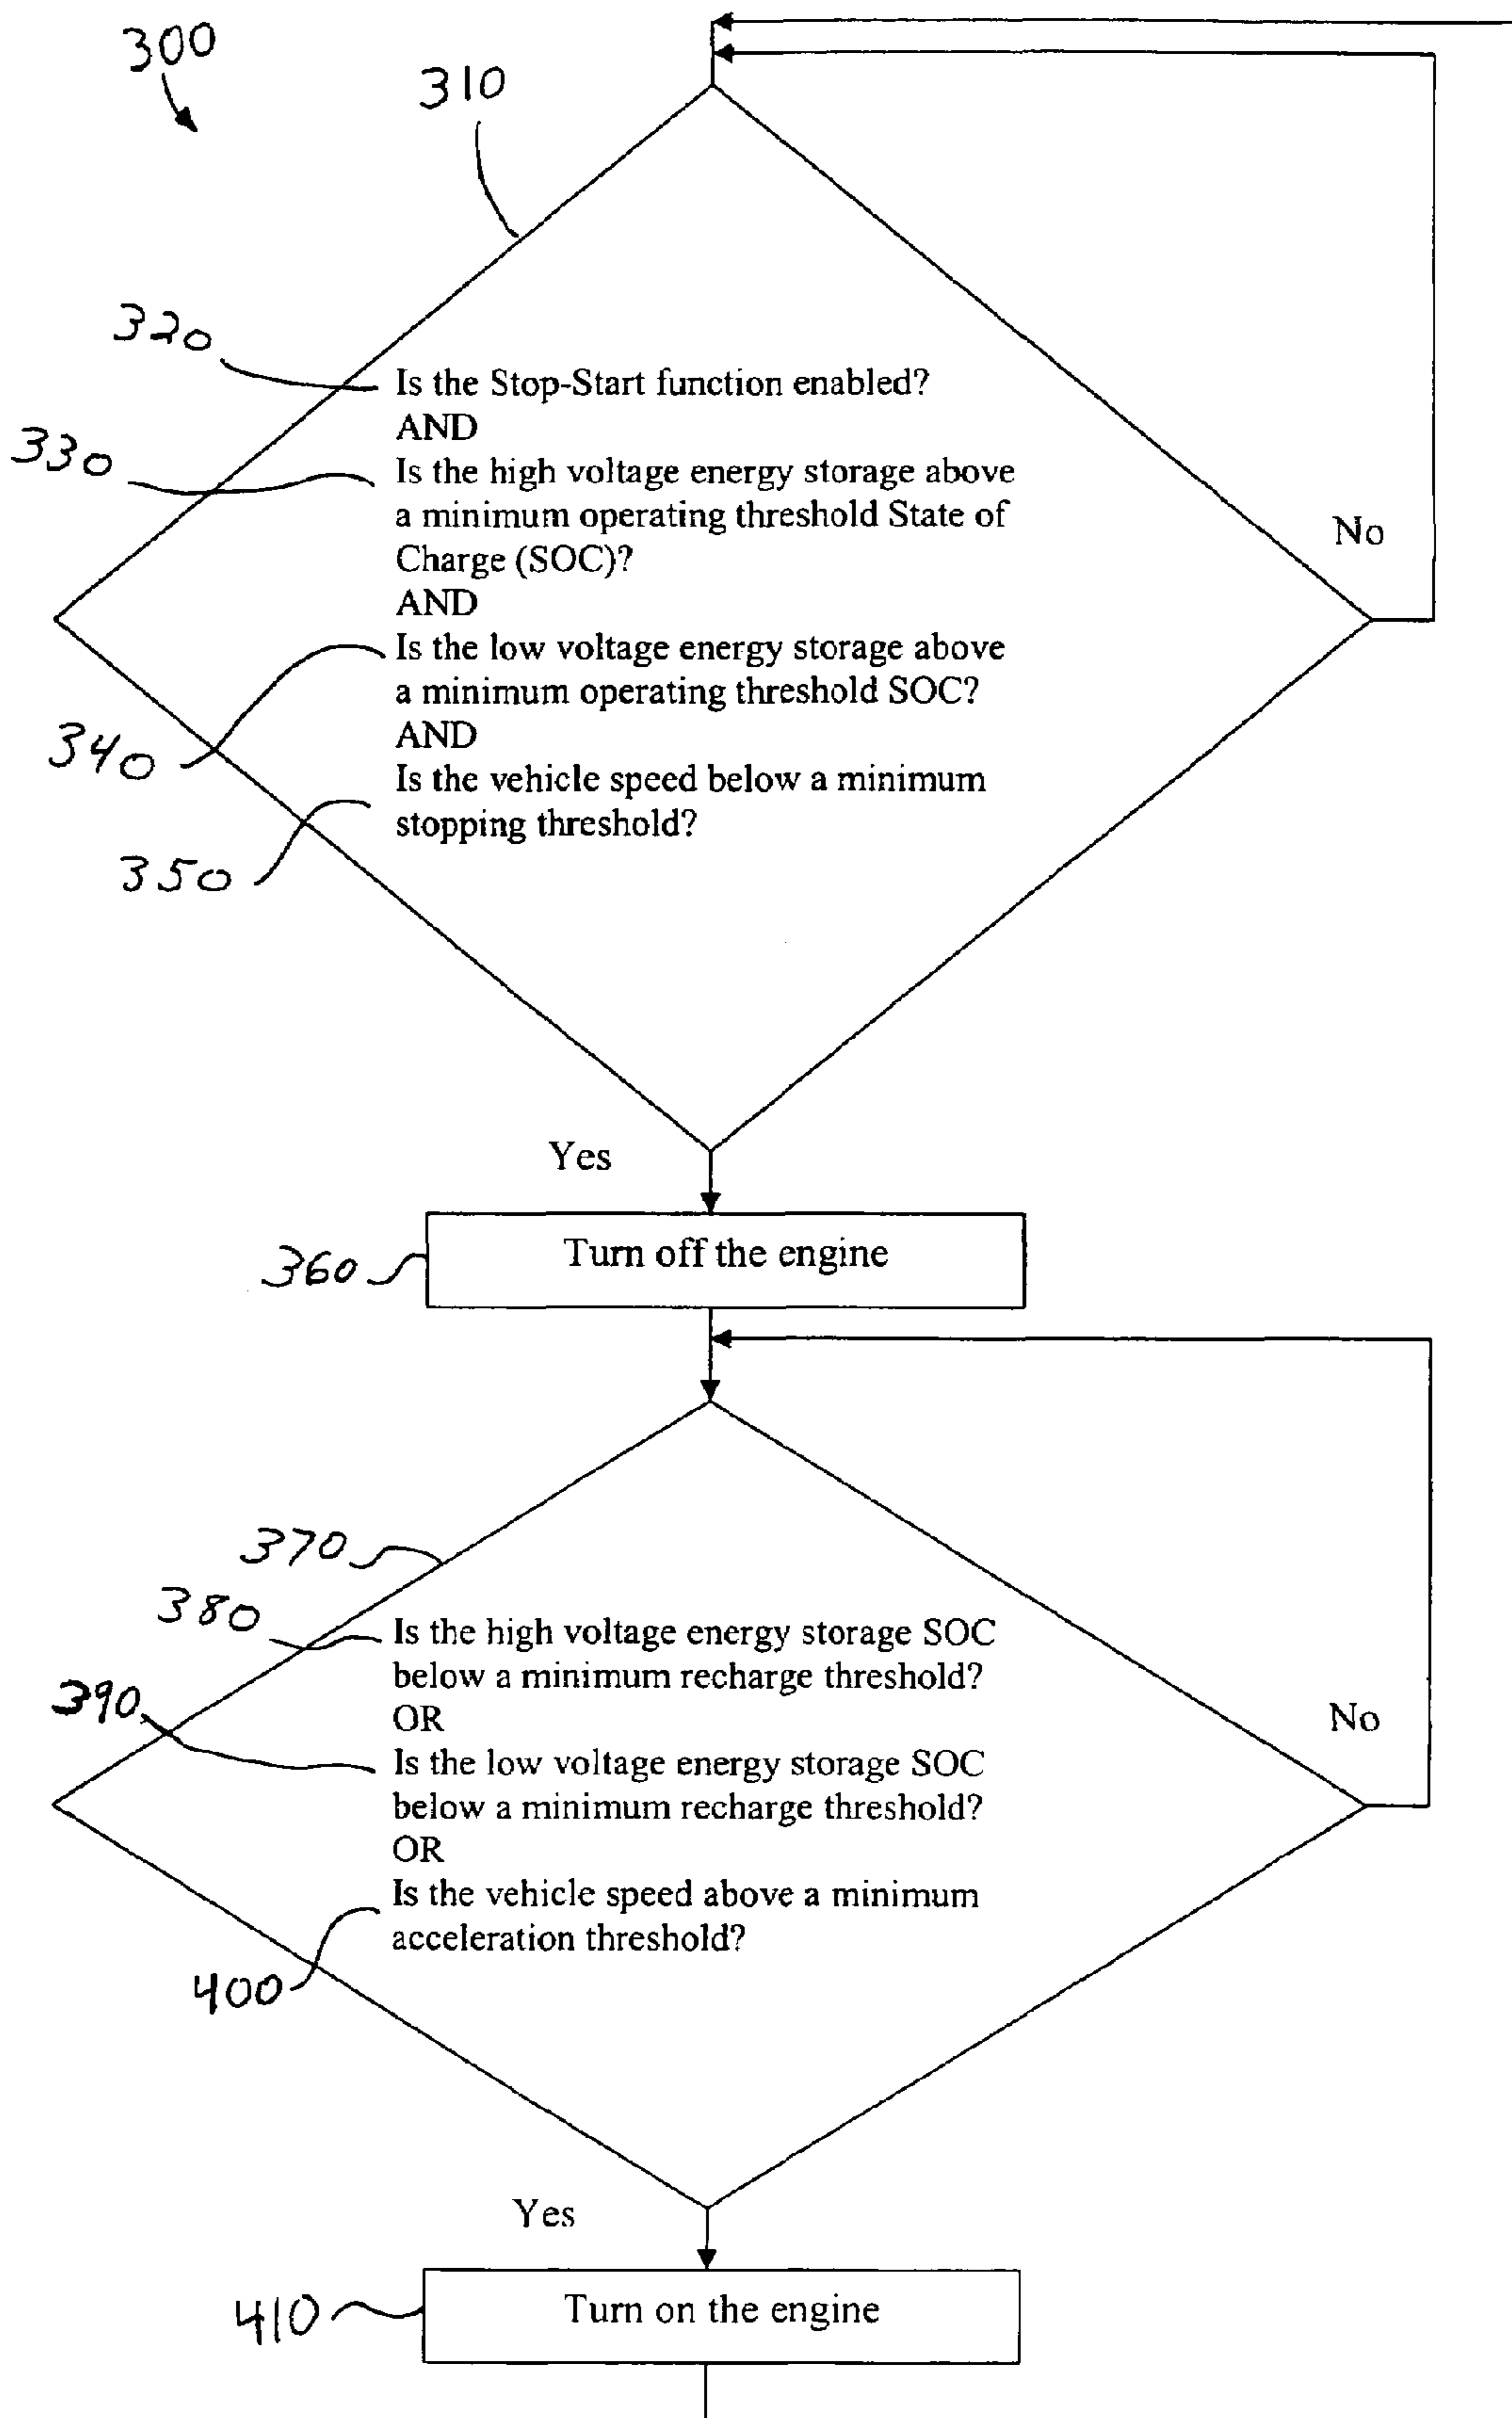 300
310
320
Is the Stop-Start function enabled?
AND
330
Is the high voltage energy storage above
a minimum operating threshold State of
Charge (SOC)?
No
AND
340
Is the low voltage energy storage above
a minimum operating threshold SOC?
AND
350
Is the vehicle speed below a minimum
stopping threshold?
Yes
360
Turn off the engine
370
380
Is the high voltage energy storage SOC
below a minimum recharge threshold?
OR
390
Is the low voltage energy storage SOC
below a minimum recharge threshold?
No
OR
400
Is the vehicle speed above a minimum
acceleration threshold?
Yes
410
Turn on the engine